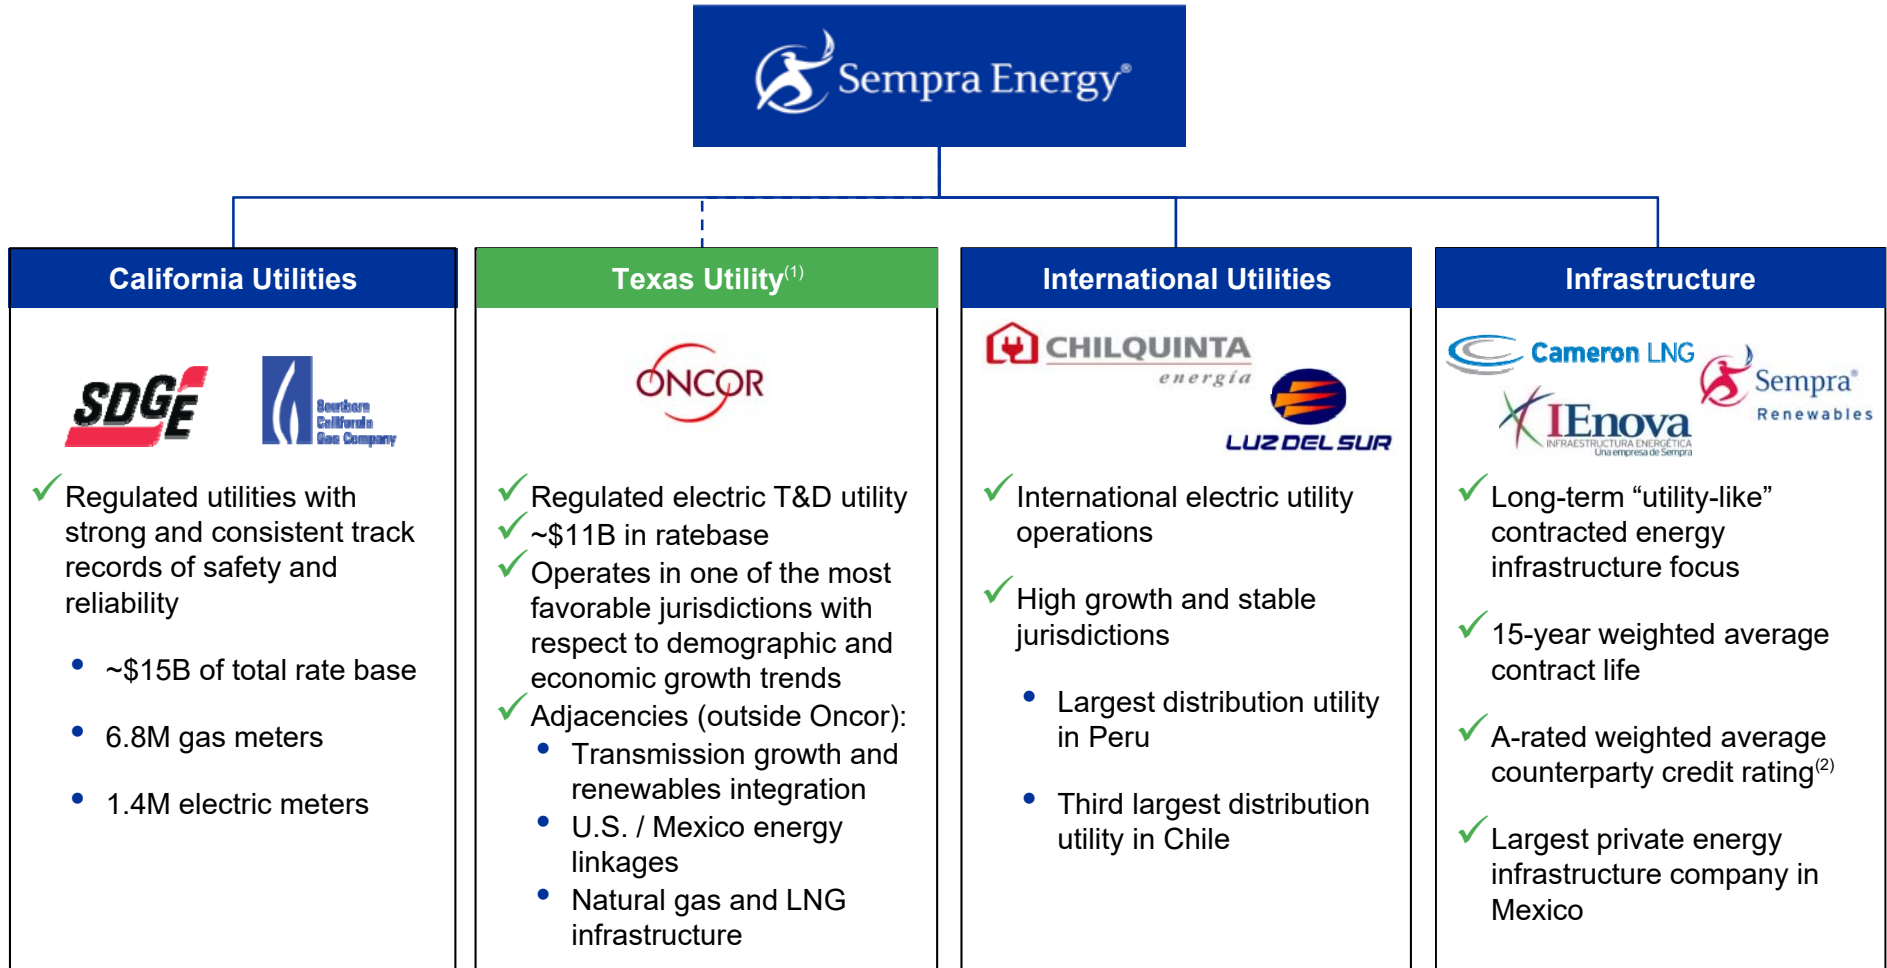 Sempra Energy®
California Utilities
SDGE
Southern
California
Gas Company
Regulated utilities with
strong and consistent track
records of safety and
reliability
• ~$15B of total rate base
• 6.8M gas meters
• 1.4M electric meters
Texas Utility(1)
ONCOR
Regulated electric T&D utility
~$11B in ratebase
Operates in one of the most
favorable jurisdictions with
respect to demographic and
economic growth trends
Adjacencies (outside Oncor):
• Transmission growth and
renewables integration
• U.S. / Mexico energy
linkages
• Natural gas and LNG
infrastructure
International Utilities
CHILQUINTA
energía
LUZ DEL SUR
International electric utility
operations
High growth and stable
jurisdictions
• Largest distribution utility
in Peru
• Third largest distribution
utility in Chile
Infrastructure
Cameron LNG
Sempra®
Renewables
IEnova
INFRAESTRUCTURA ENERGÉTICA
Una empresa de Sempra
Long-term “utility-like”
contracted energy
infrastructure focus
15-year weighted average
contract life
A-rated weighted average
counterparty credit rating(2)
Largest private energy
infrastructure company in
Mexico